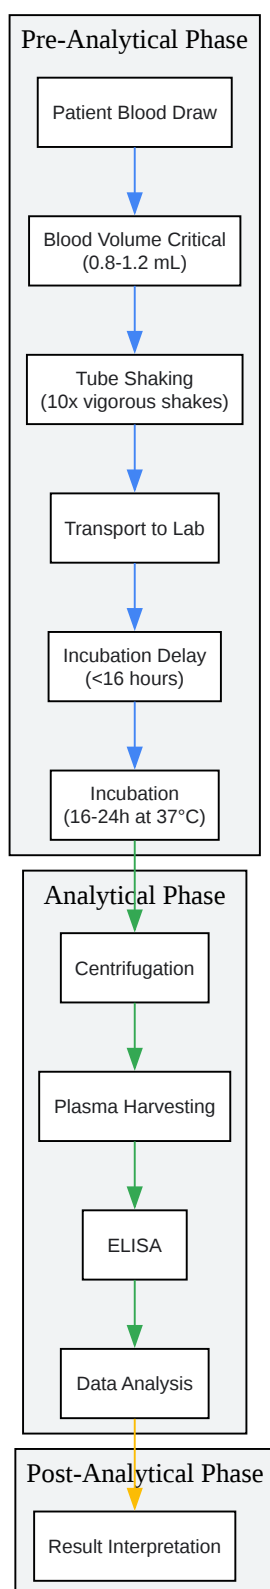 Pre-Analytical Phase
Patient Blood Draw
Blood Volume Critical
(0.8-1.2 mL)
Tube Shaking
(10x vigorous shakes)
Transport to Lab
Incubation Delay
(<16 hours)
Incubation
(16-24h at 37°C)
Analytical Phase
Centrifugation
Plasma Harvesting
ELISA
Data Analysis
Post-Analytical Phase
Result Interpretation